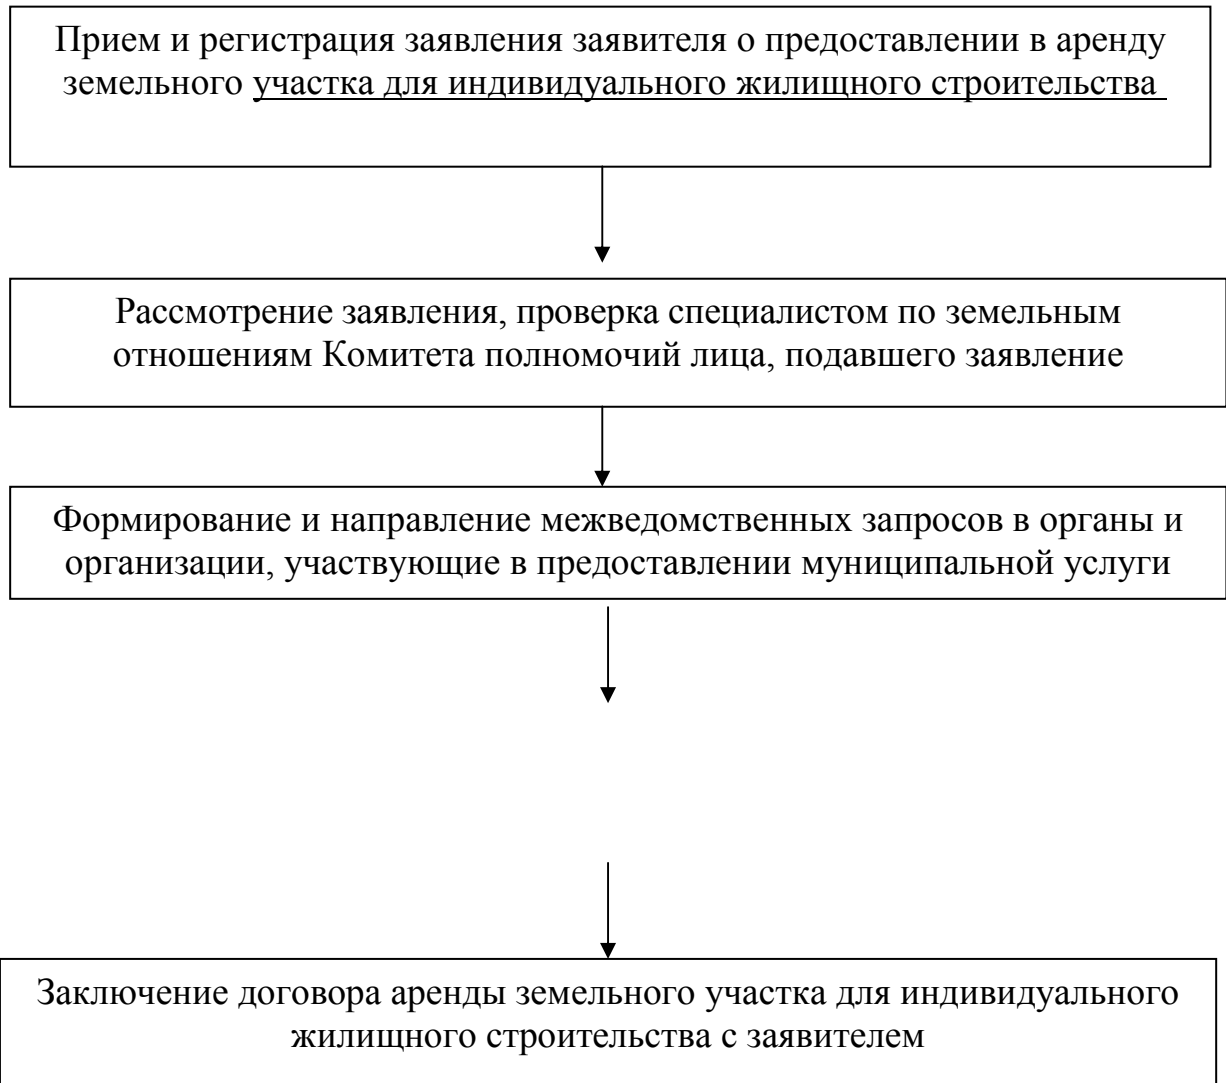 Прием и регистрация заявления заявителя о предоставлении в аренду
земельного участка для индивидуального жилищного строительства
Рассмотрение заявления, проверка специалистом по земельным
отношениям Комитета полномочий лица, подавшего заявление
Формирование и направление межведомственных запросов в органы и
организации, участвующие в предоставлении муниципальной услуги
Заключение договора аренды земельного участка для индивидуального
жилищного строительства с заявителем